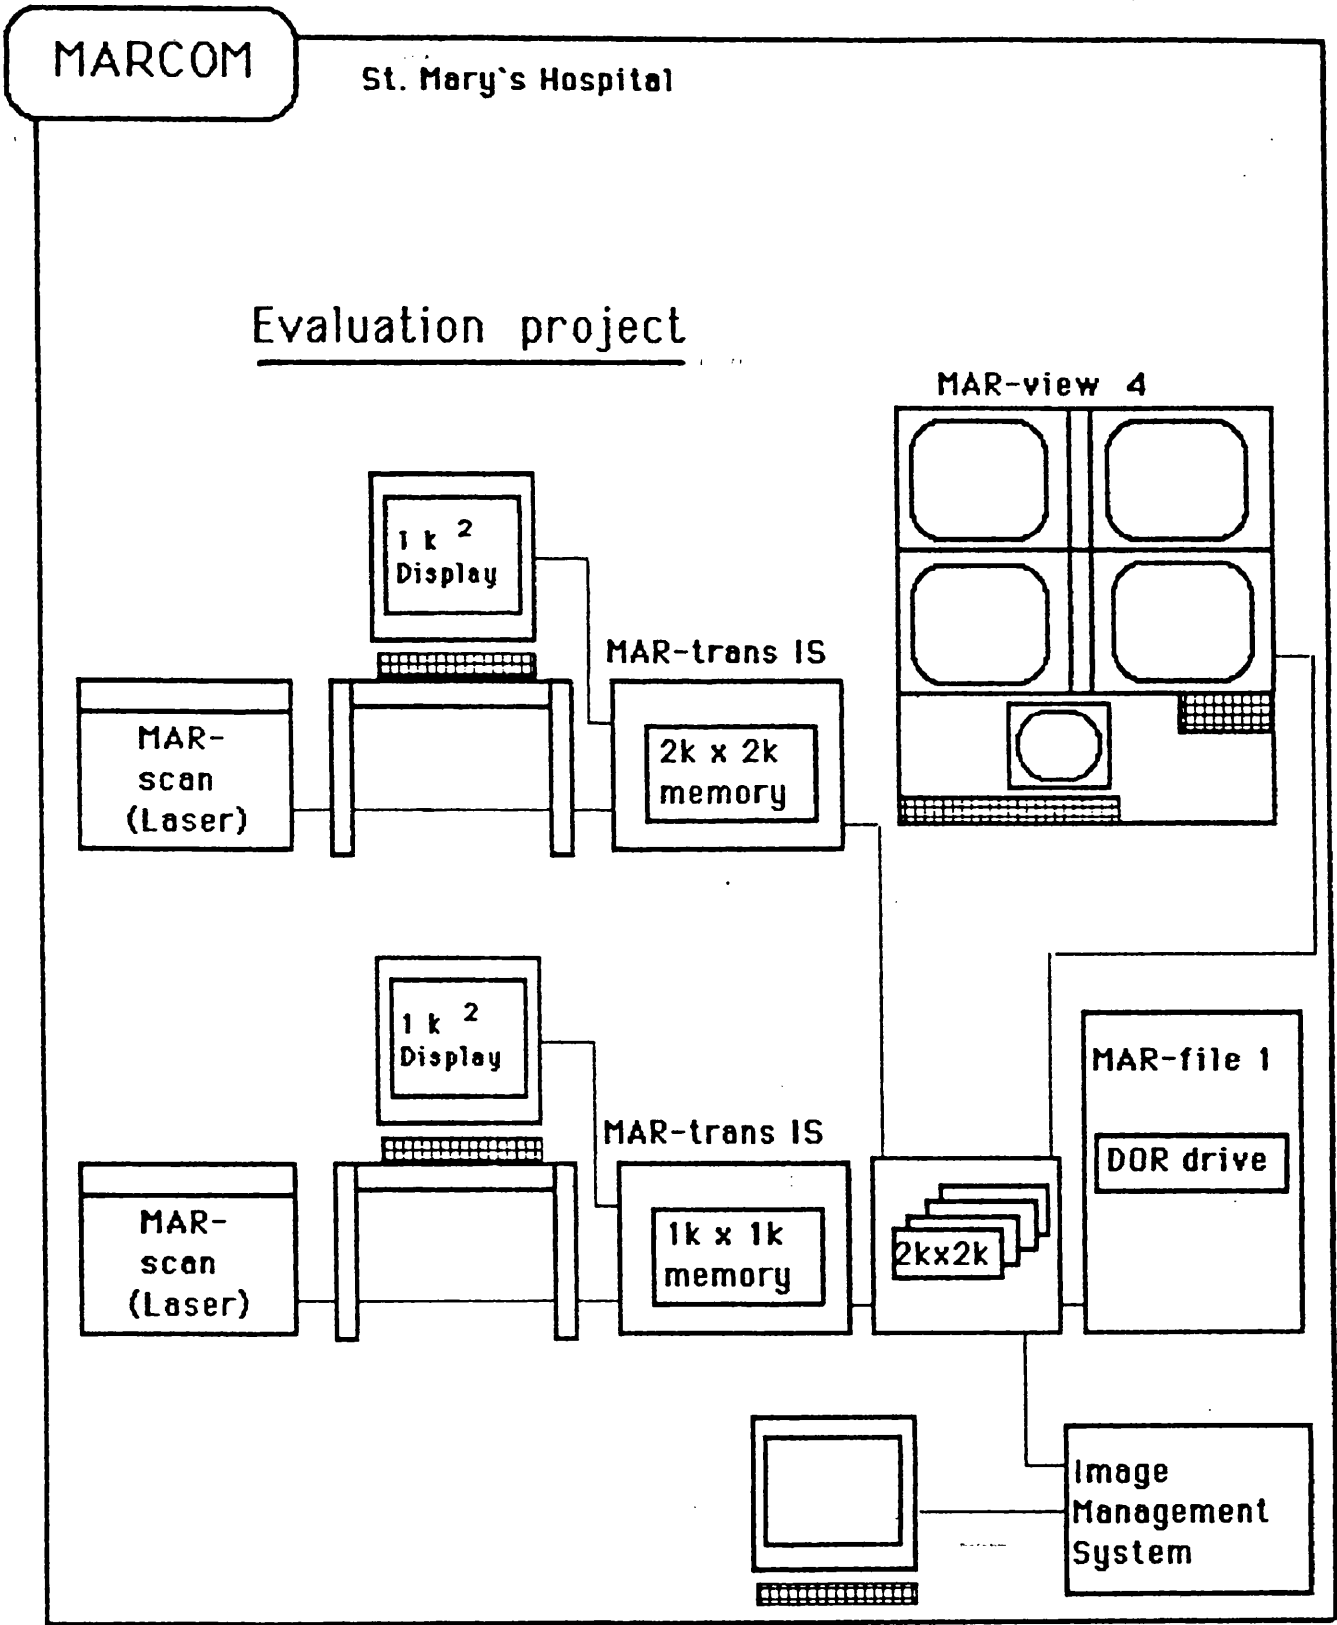 MARCOM
St. Mary`s Hospital
Evaluation project
MAR-view 4
1 k 2
Display
MAR-trans IS
MAR-
scan
(Laser)
2k x 2k
memory
1 k 2
Display
MAR-trans IS
MAR-
scan
(Laser)
1k x 1k
memory
2kx2k
MAR-file 1
DOR drive
Image
Management
System